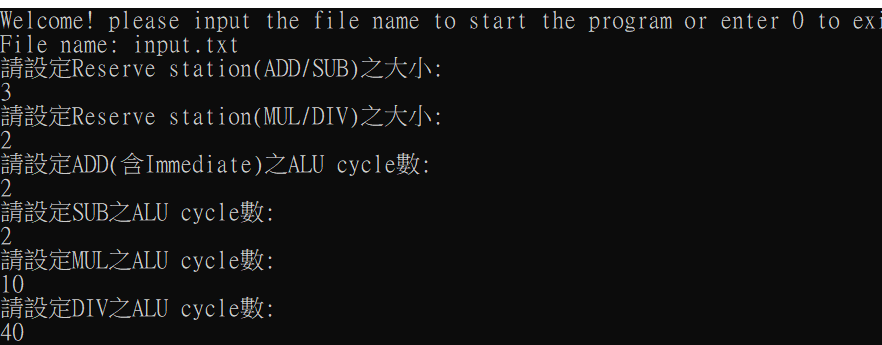 Welcome! please input the file name to start the program or enter 0 to exi
File name: input.txt
請設定Reserve station(ADD/SUB)之大小:
3
請設定Reserve station(MUL/DIV)之大小:
2
請設定ADD(含Immediate)之ALU cycle數:
2
請設定SUB之ALU cycle數:
2
請設定MUL之ALU cycle數:
10
請設定DIV之ALU cycle數:
40